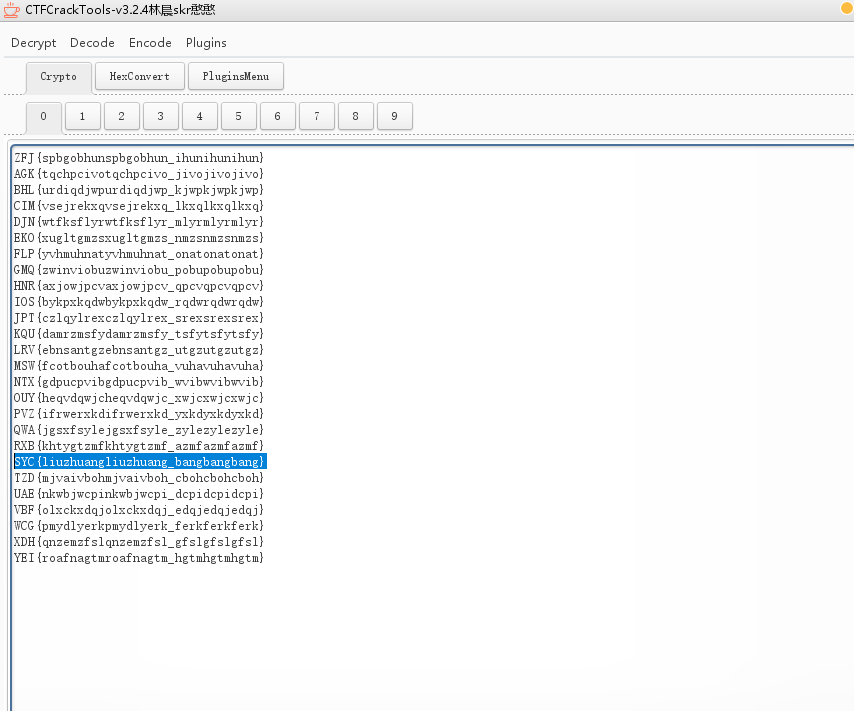 CTFCrackTools-v3.2.4林晨skr憨憨
Decrypt Decode Encode Plugins
Crypto HexConvert PluginsMenu
0 1 2 3 4 5 6 7 8 9
ZFJ{spbgobhunspbgobhun_ihunihunihun}
AGK{tqchpcivotqchpcivo_jivojivojivo}
BHL{urdiqdjwpurdiqdjwp_kjwpkjwpkjwp}
CIM{vsejrekxqvsejrekxq_lkxqlkxqlkxq}
DJN{wtfksflyrwtfksflyr_mlyrmlyrmlyr}
EKO{xugltgmzsxugltgmzs_nmzsnmzsnmzs}
FLP{yvhmuhnatyvhmuhnat_onatonatonat}
GMQ{zwinviobuzwinviobu_pobupobupobu}
HNR{axjowjpcvaxjowjpcv_qpcvqpcvqpcv}
IOS{bykpxkqdwbykpxkqdw_rqdwrqdwrqdw}
JPT{czlqylrexczlqylrex_srexsrexsrex}
KQU{damrzmsfydamrzmsfy_tsfytsfytsfy}
LRV{ebnsantgzebnsantgz_utgzutgzutgz}
MSW{fcotbouhafcotbouha_vuhavuhavuha}
NTX{gdpucpvibgdpucpvib_wvibwvibwvib}
OUY{heqvdqwjcheqvdqwjc_xwjcxwjcxwjc}
PVZ{ifrwerxkdifrwerxkd_yxkdyxkdyxkd}
QWA{jgsxfsylejgsxfsyle_zylezylezyle}
RXB{khtygtzmfkhtygtzmf_azmfazmfazmf}
SYC{liuzhuangliuzhuang_bangbangbang}
TZD{mjvaivbohmjvaivboh_cbohcbohcboh}
UAE{nkwbjwcpinkwbjwcpi_dcpidcpidcpi}
VBF{olxckxdqjolxckxdqj_edqjedqjedqj}
WCG{pmydlyerkpmydlyerk_ferkferkferk}
XDH{qnzemzfslqnzemzfsl_gfslgfslgfsl}
YEI{roafnagtmroafnagtm_hgtmhgtmhgtm}